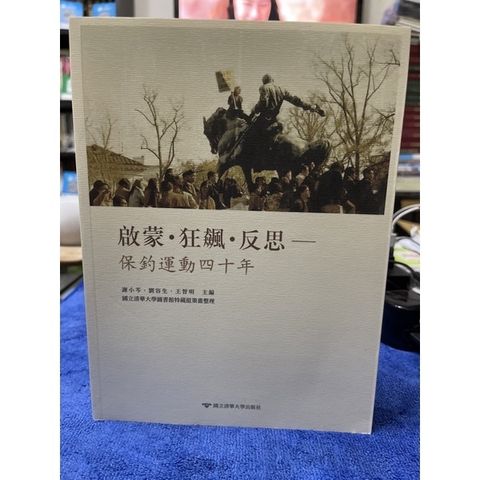 啟蒙・狂飆・反思—
保釣運動四十年
謝小芩・劉容生・王智明　主編
國立清華大學圖書館特藏組策畫整理
國立清華大學出版社